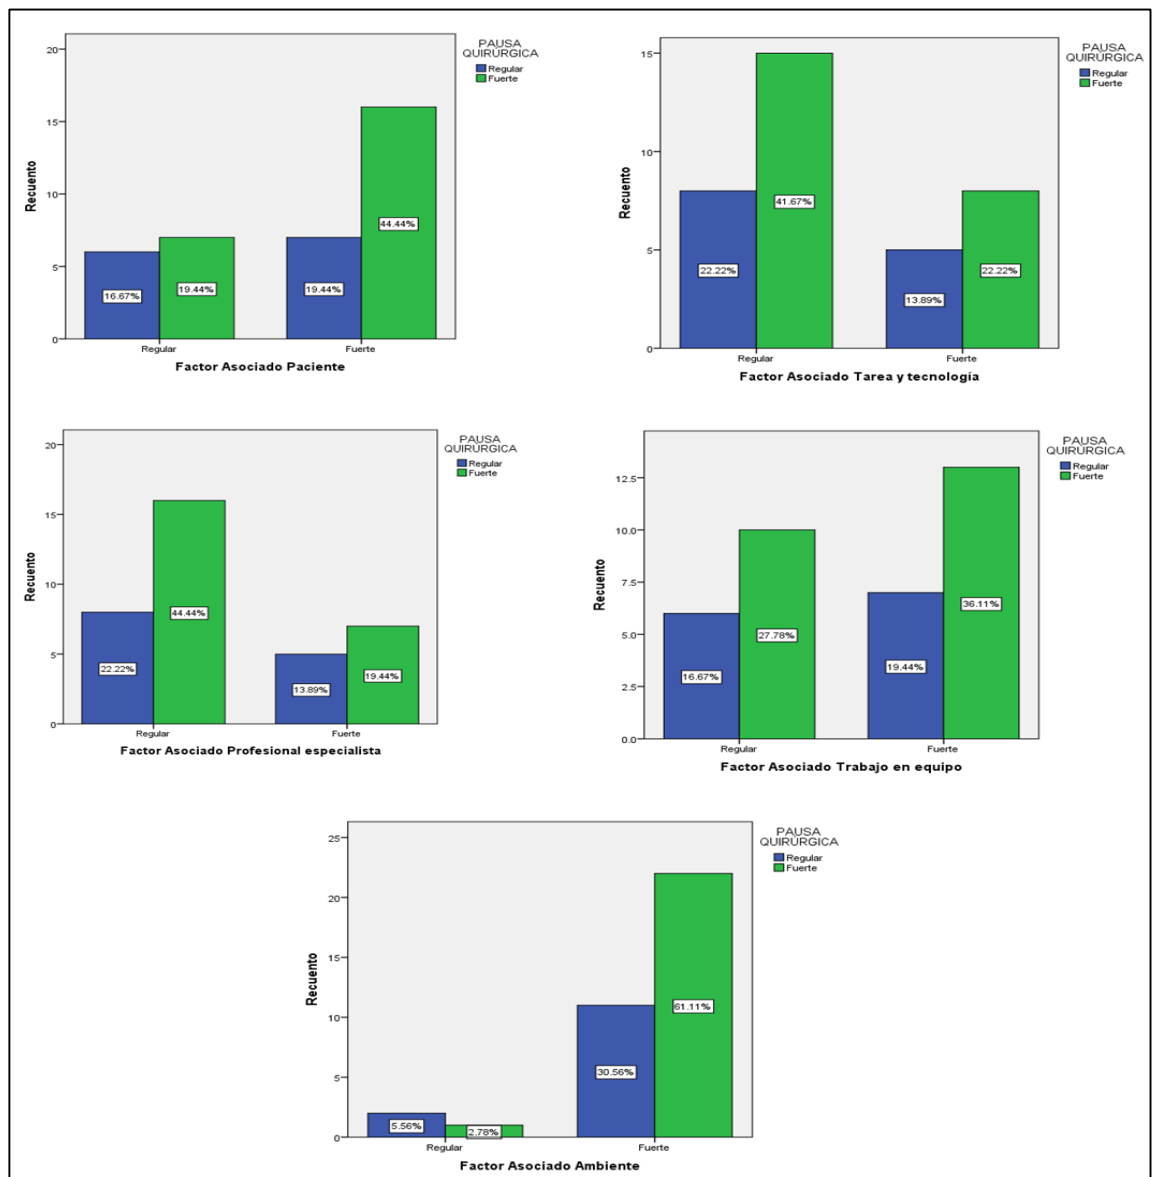 PAUSA
QUIRÚRGICA
Regular
Fuerte
20
15
10
5
0
Recuento
16.67%
19.44%
19.44%
44.44%
Regular
Fuerte
Factor Asociado Paciente
PAUSA
QUIRÚRGICA
Regular
Fuerte
15
10
5
0
Recuento
22.22%
41.67%
13.89%
22.22%
Regular
Fuerte
Factor Asociado Tarea y tecnología
PAUSA
QUIRÚRGICA
Regular
Fuerte
20
15
10
5
0
Recuento
22.22%
44.44%
13.89%
19.44%
Regular
Fuerte
Factor Asociado Profesional especialista
PAUSA
QUIRÚRGICA
Regular
Fuerte
12.5
10.0
7.5
5.0
2.5
0.0
Recuento
16.67%
27.78%
19.44%
36.11%
Regular
Fuerte
Factor Asociado Trabajo en equipo
PAUSA
QUIRÚRGICA
Regular
Fuerte
25
20
15
10
5
0
Recuento
5.56%
2.78%
30.56%
61.11%
Regular
Fuerte
Factor Asociado Ambiente